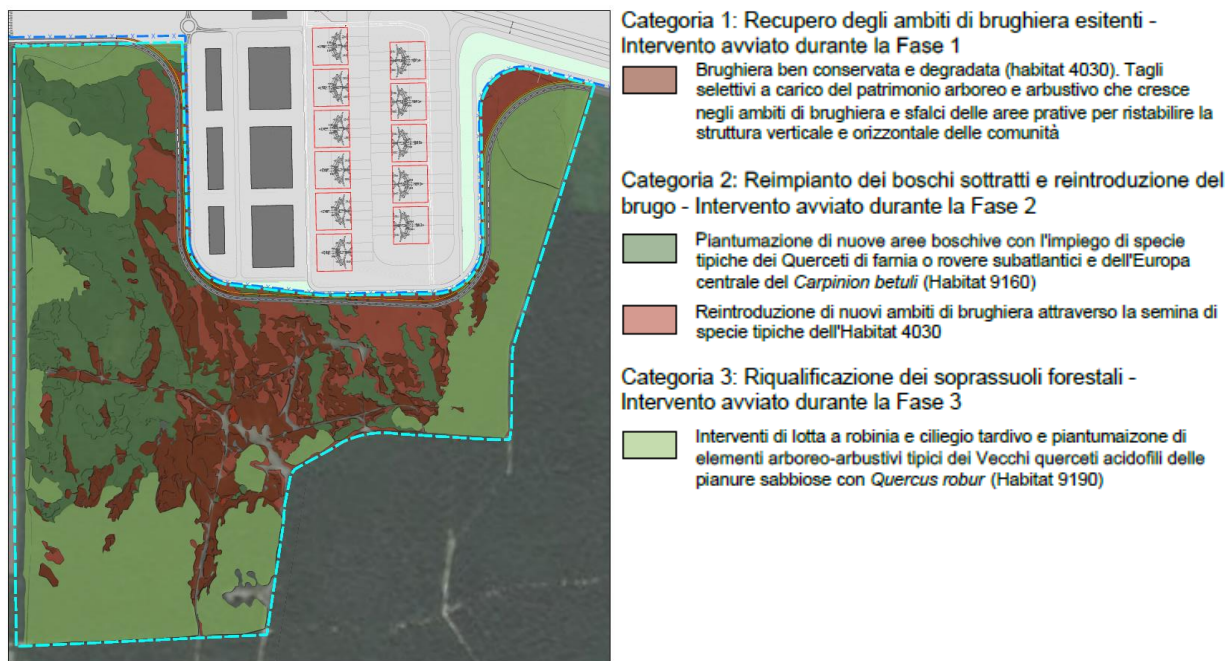 Categoria 1: Recupero degli ambiti di brughiera esitenti -
Intervento avviato durante la Fase 1
Brughiera ben conservata e degradata (habitat 4030). Tagli
selettivi a carico del patrimonio arboreo e arbustivo che cresce
negli ambiti di brughiera e sfalci delle aree prative per ristabilire la
struttura verticale e orizzontale delle comunità
Categoria 2: Reimpianto dei boschi sottratti e reintroduzione del
brugo - Intervento avviato durante la Fase 2
Piantumazione di nuove aree boschive con l'impiego di specie
tipiche dei Querceti di farnia o rovere subatlantici e dell'Europa
centrale del Carpinion betuli (Habitat 9160)
Reintroduzione di nuovi ambiti di brughiera attraverso la semina di
specie tipiche dell'Habitat 4030
Categoria 3: Riqualificazione dei soprassuoli forestali -
Intervento avviato durante la Fase 3
Interventi di lotta a robinia e ciliegio tardivo e piantumaizone di
elementi arboreo-arbustivi tipici dei Vecchi querceti acidofili delle
pianure sabbiose con Quercus robur (Habitat 9190)